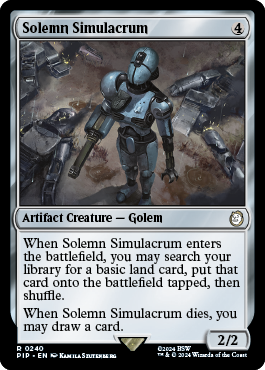 Solemn Simulacrum 4
Artifact Creature — Golem
When Solemn Simulacrum enters
the battlefield, you may search your
library for a basic land card, put that
card onto the battlefield tapped, then
shuffle.
When Solemn Simulacrum dies, you
may draw a card.
2/2
R 0240
PIP • EN Kamila Szutenberg
©2024 BSW
™ & © 2024 Wizards of the Coast